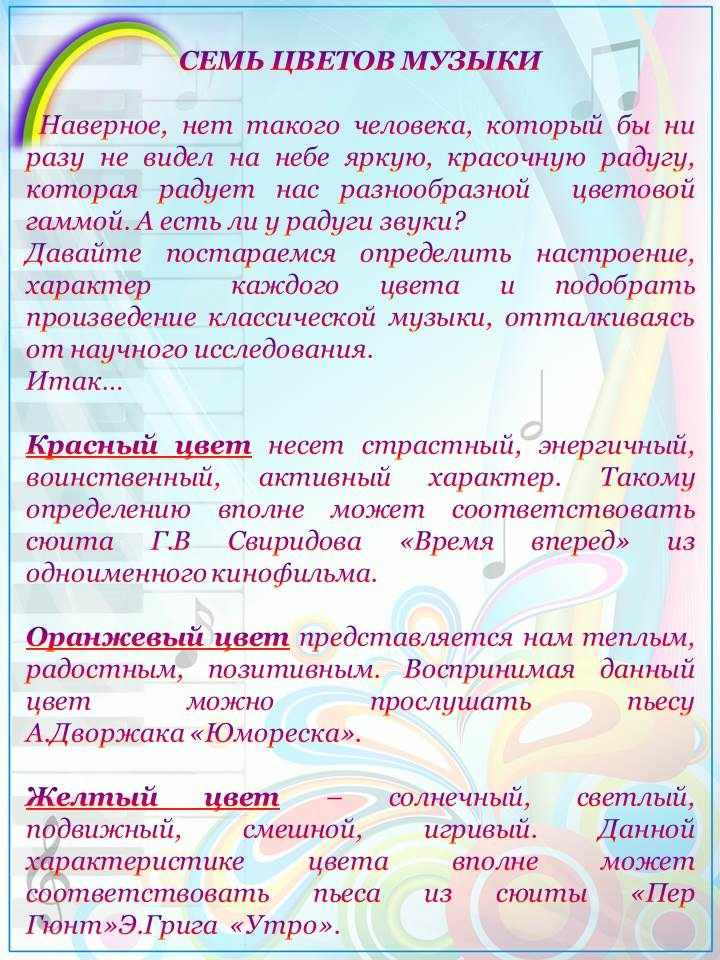 СЕМЬ ЦВЕТОВ МУЗЫКИ
Наверное, нет такого человека, который бы ни
разу не видел на небе яркую, красочную радугу,
которая радует нас разнообразной цветовой
гаммой. А есть ли у радуги звуки?
Давайте постараемся определить настроение,
характер каждого цвета и подобрать
произведение классической музыки, отталкиваясь
от научного исследования.
Итак...
Красный цвет несет страстный, энергичный,
воинственный, активный характер. Такому
определению вполне может соответствовать
сюита Г.В Свиридова «Время вперед» из
одноименного кинофильма.
Оранжевый цвет представляется нам теплым,
радостным, позитивным. Воспринимая данный
цвет можно прослушать пьесу
А.Дворжака «Юмореска».
Желтый цвет – солнечный, светлый,
подвижный, смешной, игривый. Данной
характеристике цвета вполне может
соответствовать пьеса из сюиты «Пер
Гюнт»Э.Грига «Утро».